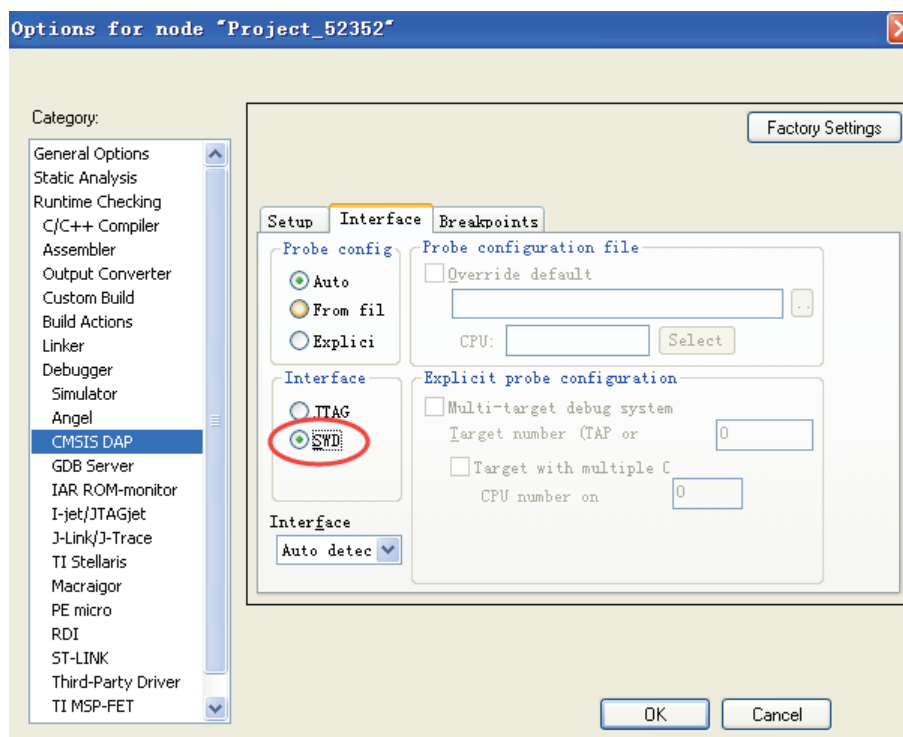 Options for node "Project_52352"
Category:
Factory Settings
General Options
Static Analysis
Runtime Checking
C/C++ Compiler
Assembler
Output Converter
Custom Build
Build Actions
Linker
Debugger
Simulator
Angel
CMSIS DAP
GDB Server
IAR ROM-monitor
I-jet/JTAGjet
J-Link/J-Trace
TI Stellaris
Macraigor
PE micro
RDI
ST-LINK
Third-Party Driver
TI MSP-FET
Setup Interface Breakpoints
Probe config
Auto
From fil
Explici
Probe configuration file
Override default
..
CPU: Select
Interface
JTAG
SWD
Explicit probe configuration
Multi-target debug system
Target number (TAP or 0
Target with multiple C
CPU number on 0
Interface
Auto detec
OK Cancel